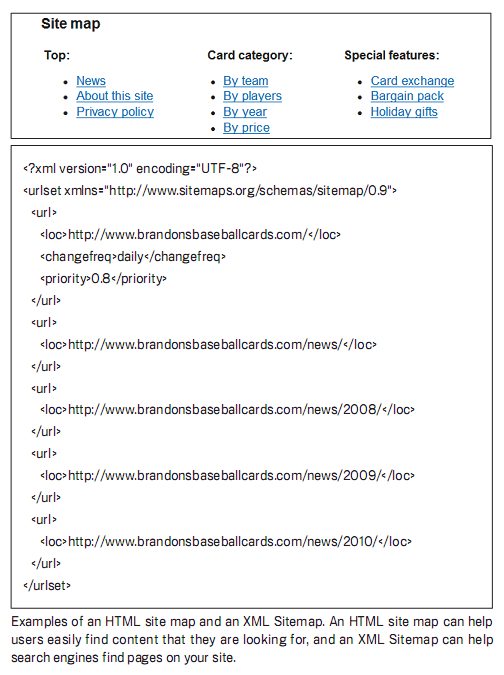 Site map
Top: Card category: Special features:
• News • By team • Card exchange
• About this site • By players • Bargain pack
• Privacy policy • By year • Holiday gifts
• By price
<?xml version="1.0" encoding="UTF-8"?>
<urlset xmlns="http://www.sitemaps.org/schemas/sitemap/0.9">
<url>
<loc>http://www.brandonsbaseballcards.com/</loc>
<changefreq>daily</changefreq>
<priority>0.8</priority>
</url>
<url>
<loc>http://www.brandonsbaseballcards.com/news/</loc>
</url>
<url>
<loc>http://www.brandonsbaseballcards.com/news/2008/</loc>
</url>
<url>
<loc>http://www.brandonsbaseballcards.com/news/2009/</loc>
</url>
<url>
<loc>http://www.brandonsbaseballcards.com/news/2010/</loc>
</url>
</urlset>
Examples of an HTML site map and an XML Sitemap. An HTML site map can help
users easily find content that they are looking for, and an XML Sitemap can help
search engines find pages on your site.